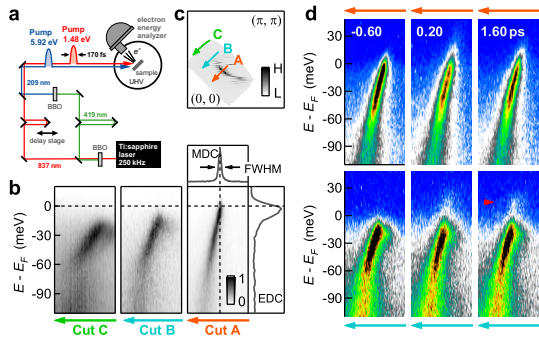 a
Pump
5.92 eV
Pump
1.48 eV
170 fs
electron
energy
analyzer
e-
sample
UHV
209 nm
BBO
419 nm
delay stage
BBO
837 nm
Ti:sapphire
laser
250 kHz
c
(π, π)
C
B
A
H
L
(0, 0)
b
MDC
FWHM
E - EF (meV)
0
-30
-60
-90
1
0
EDC
Cut C
Cut B
Cut A
d
-0.60
0.20
1.60 ps
E - EF (meV)
0
-30
-60
-90
E - EF (meV)
0
-30
-60
-90